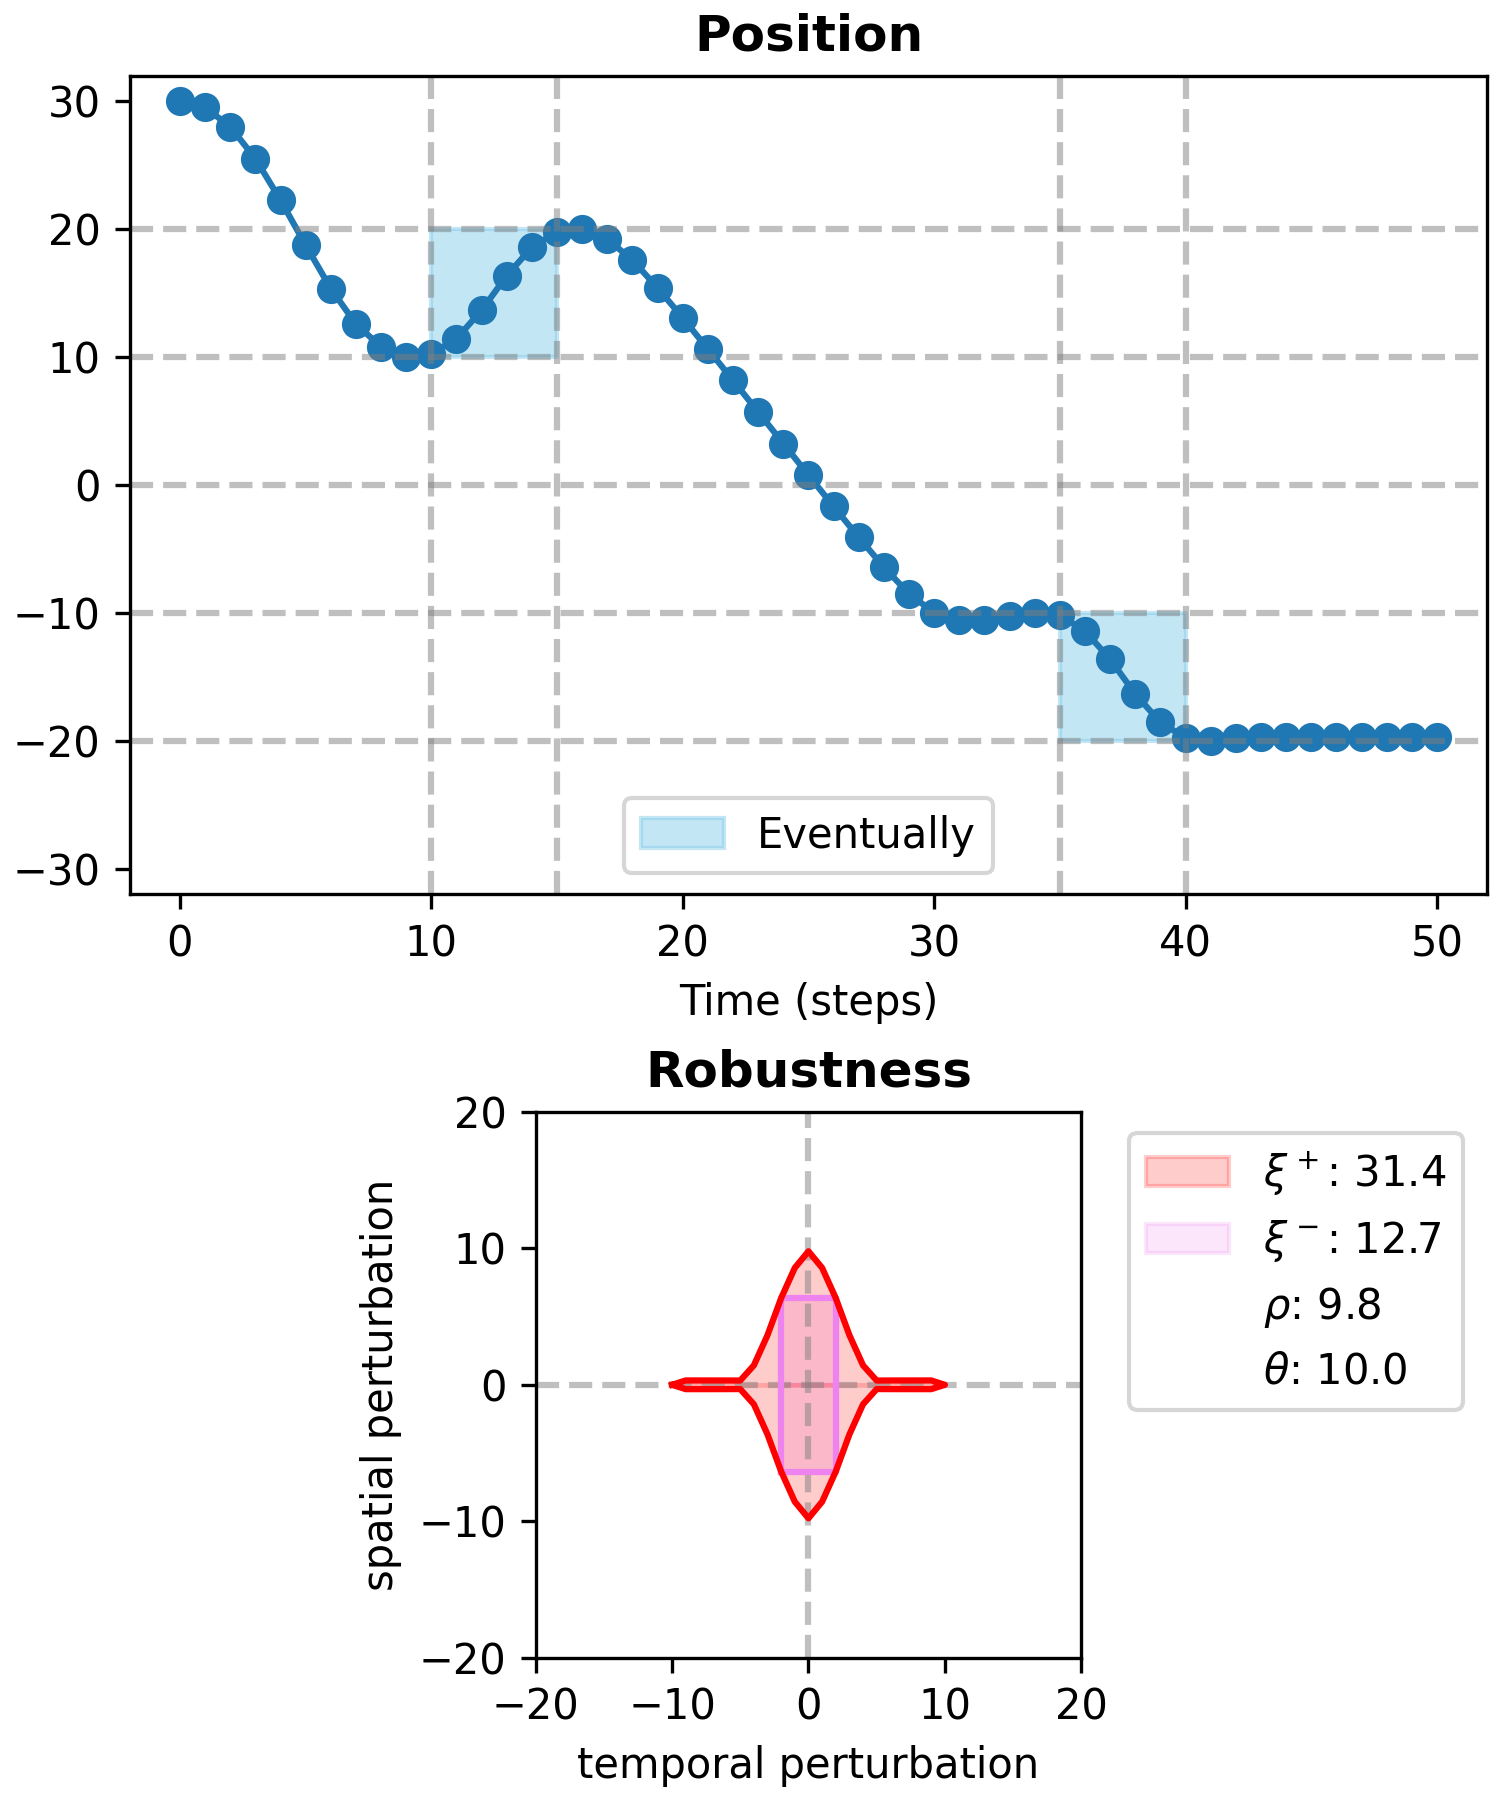 Position
30
20
10
0
−10
−20
−30
Eventually
0 10 20 30 40 50
Time (steps)
Robustness
20
10
0
−10
−20
spatial perturbation
−20 −10 0 10 20
temporal perturbation
ξ⁺: 31.4
ξ⁻: 12.7
ρ: 9.8
θ: 10.0